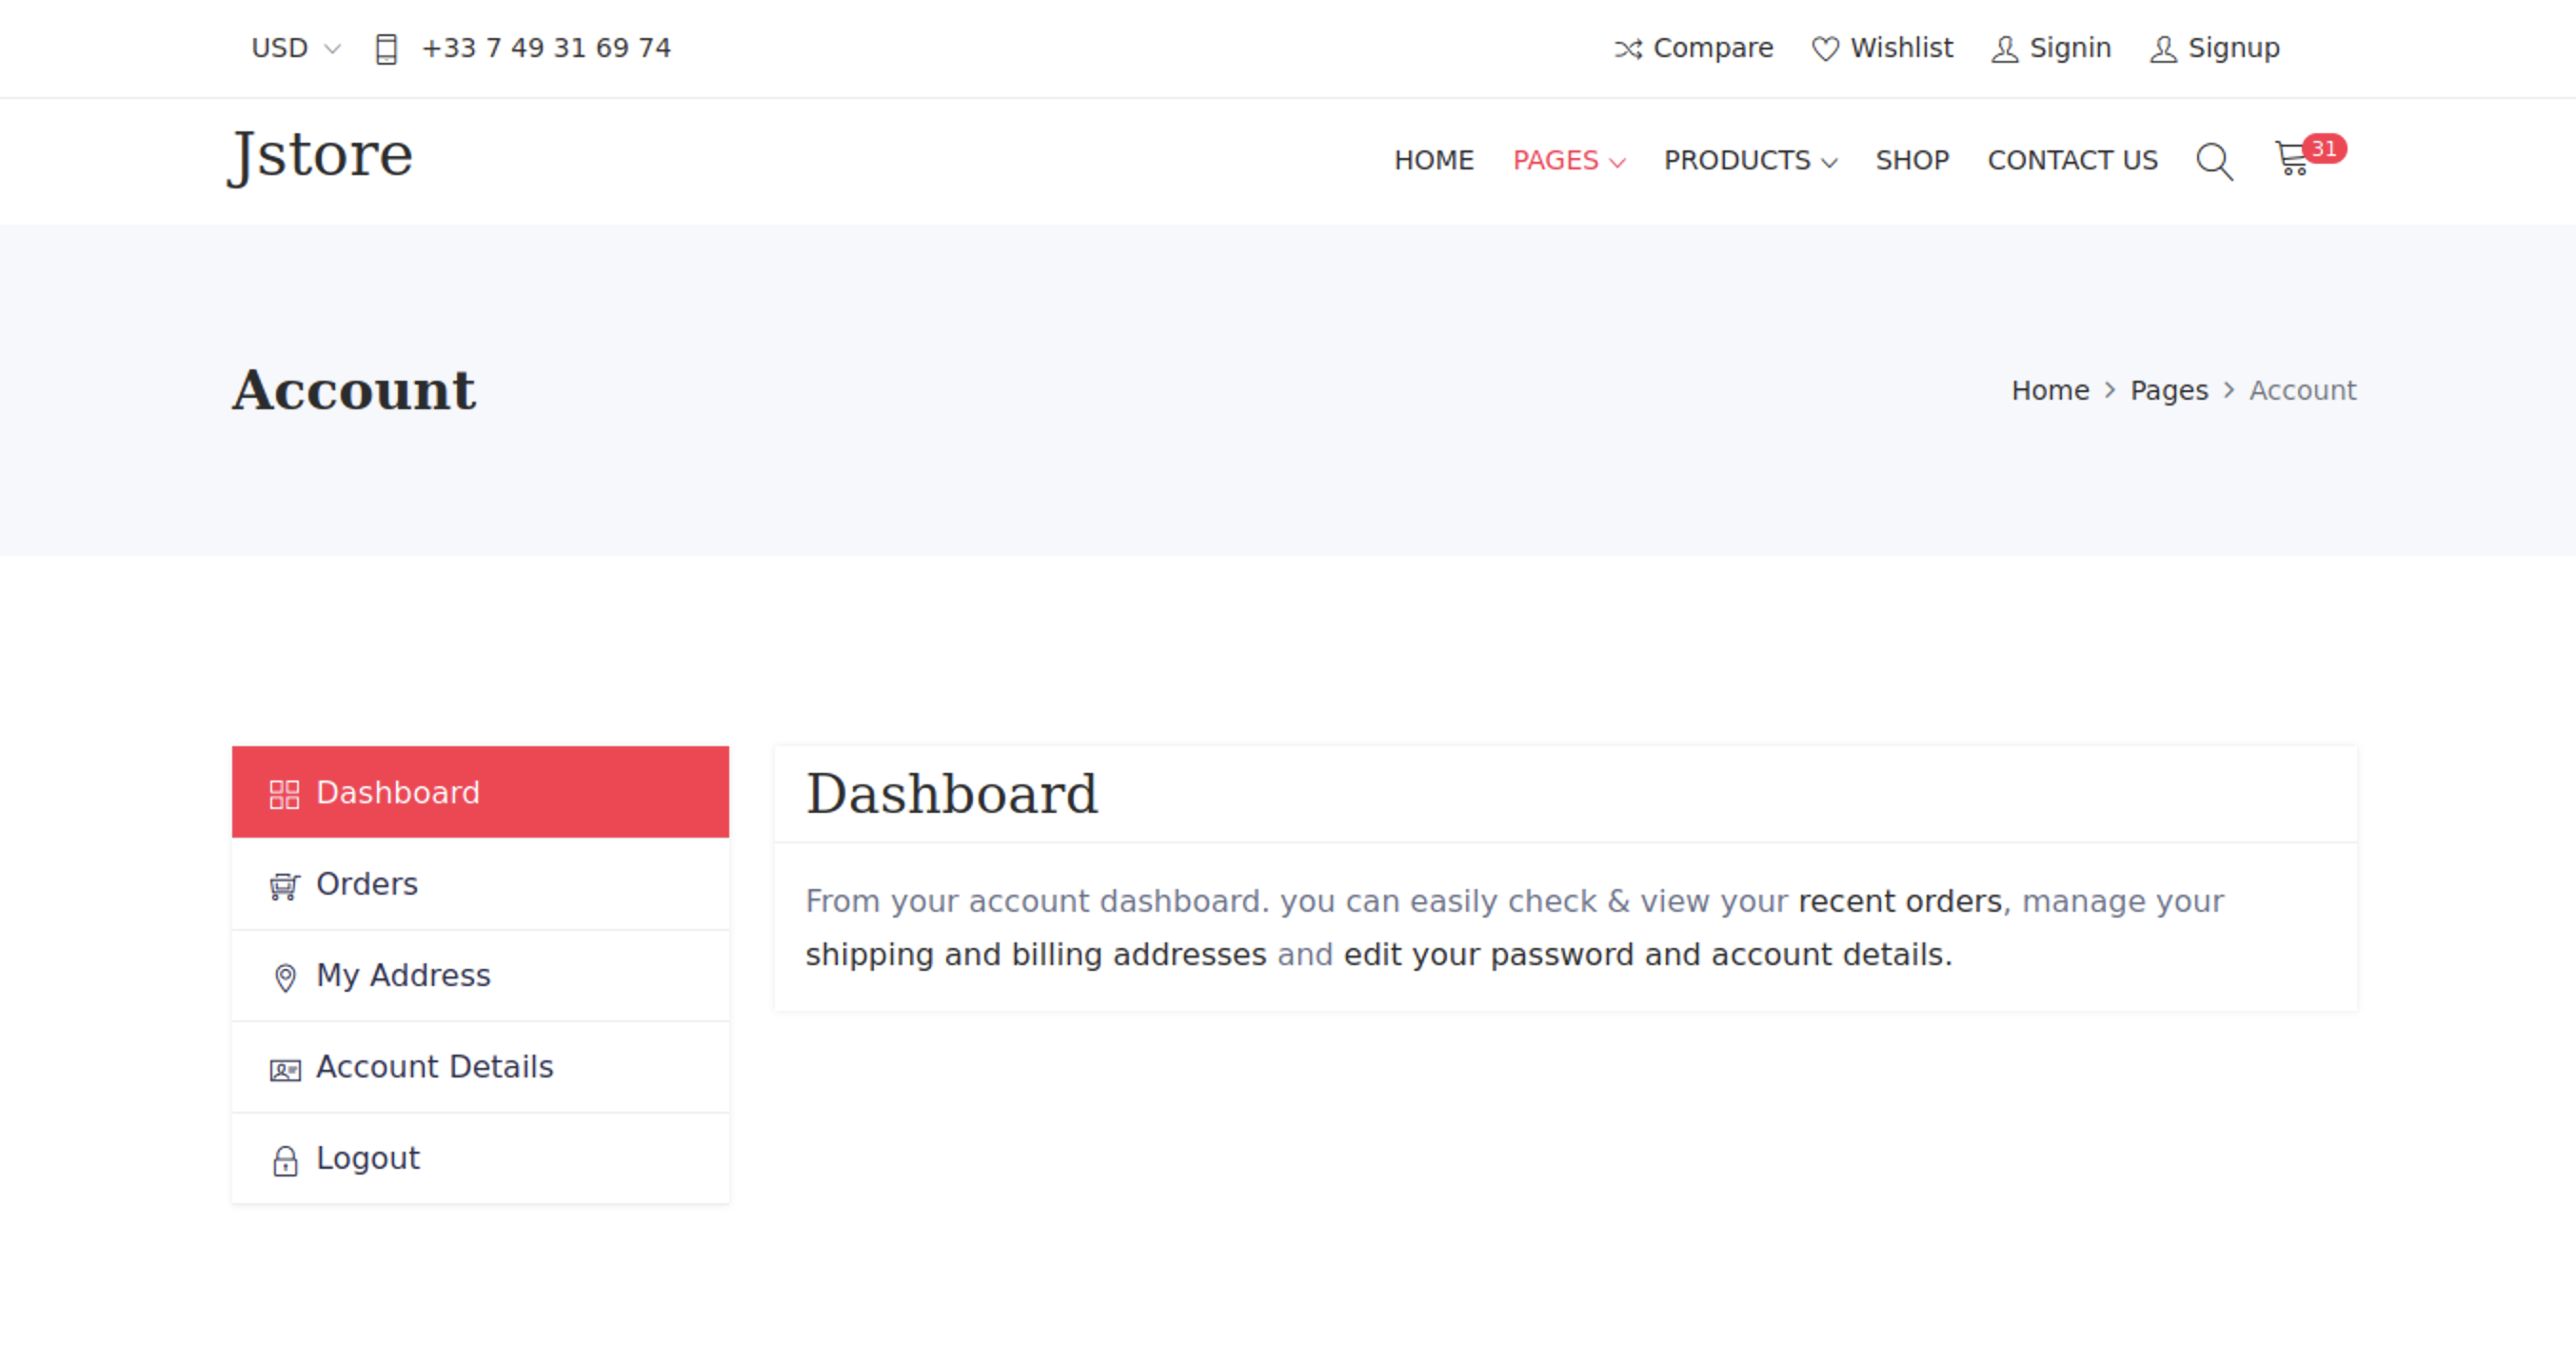 USD +33 7 49 31 69 74 Compare Wishlist Signin Signup
Jstore HOME PAGES PRODUCTS SHOP CONTACT US 31
Account Home > Pages > Account
Dashboard
Orders
My Address
Account Details
Logout
Dashboard
From your account dashboard. you can easily check & view your recent orders, manage your
shipping and billing addresses and edit your password and account details.